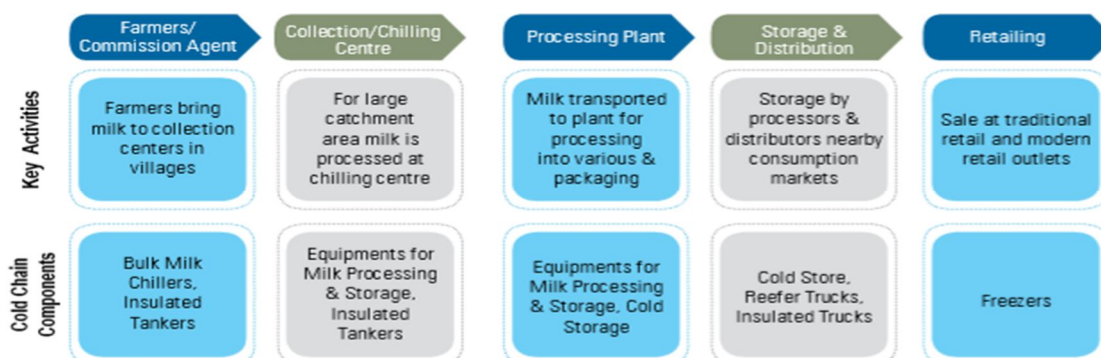 Farmers/
Commission Agent
Collection/Chilling
Centre
Processing Plant
Storage &
Distribution
Retailing
Key Activities
Farmers bring
milk to collection
centers in
villages
For large
catchment
area milk is
processed at
chilling centre
Milk transported
to plant for
processing
into various &
packaging
Storage by
processors &
distributors nearby
consumption
markets
Sale at traditional
retail and modern
retail outlets
Cold Chain
Components
Bulk Milk
Chillers,
Insulated
Tankers
Equipments for
Milk Processing
& Storage,
Insulated
Tankers
Equipments for
Milk Processing
& Storage, Cold
Storage
Cold Store,
Reefer Trucks,
Insulated Trucks
Freezers